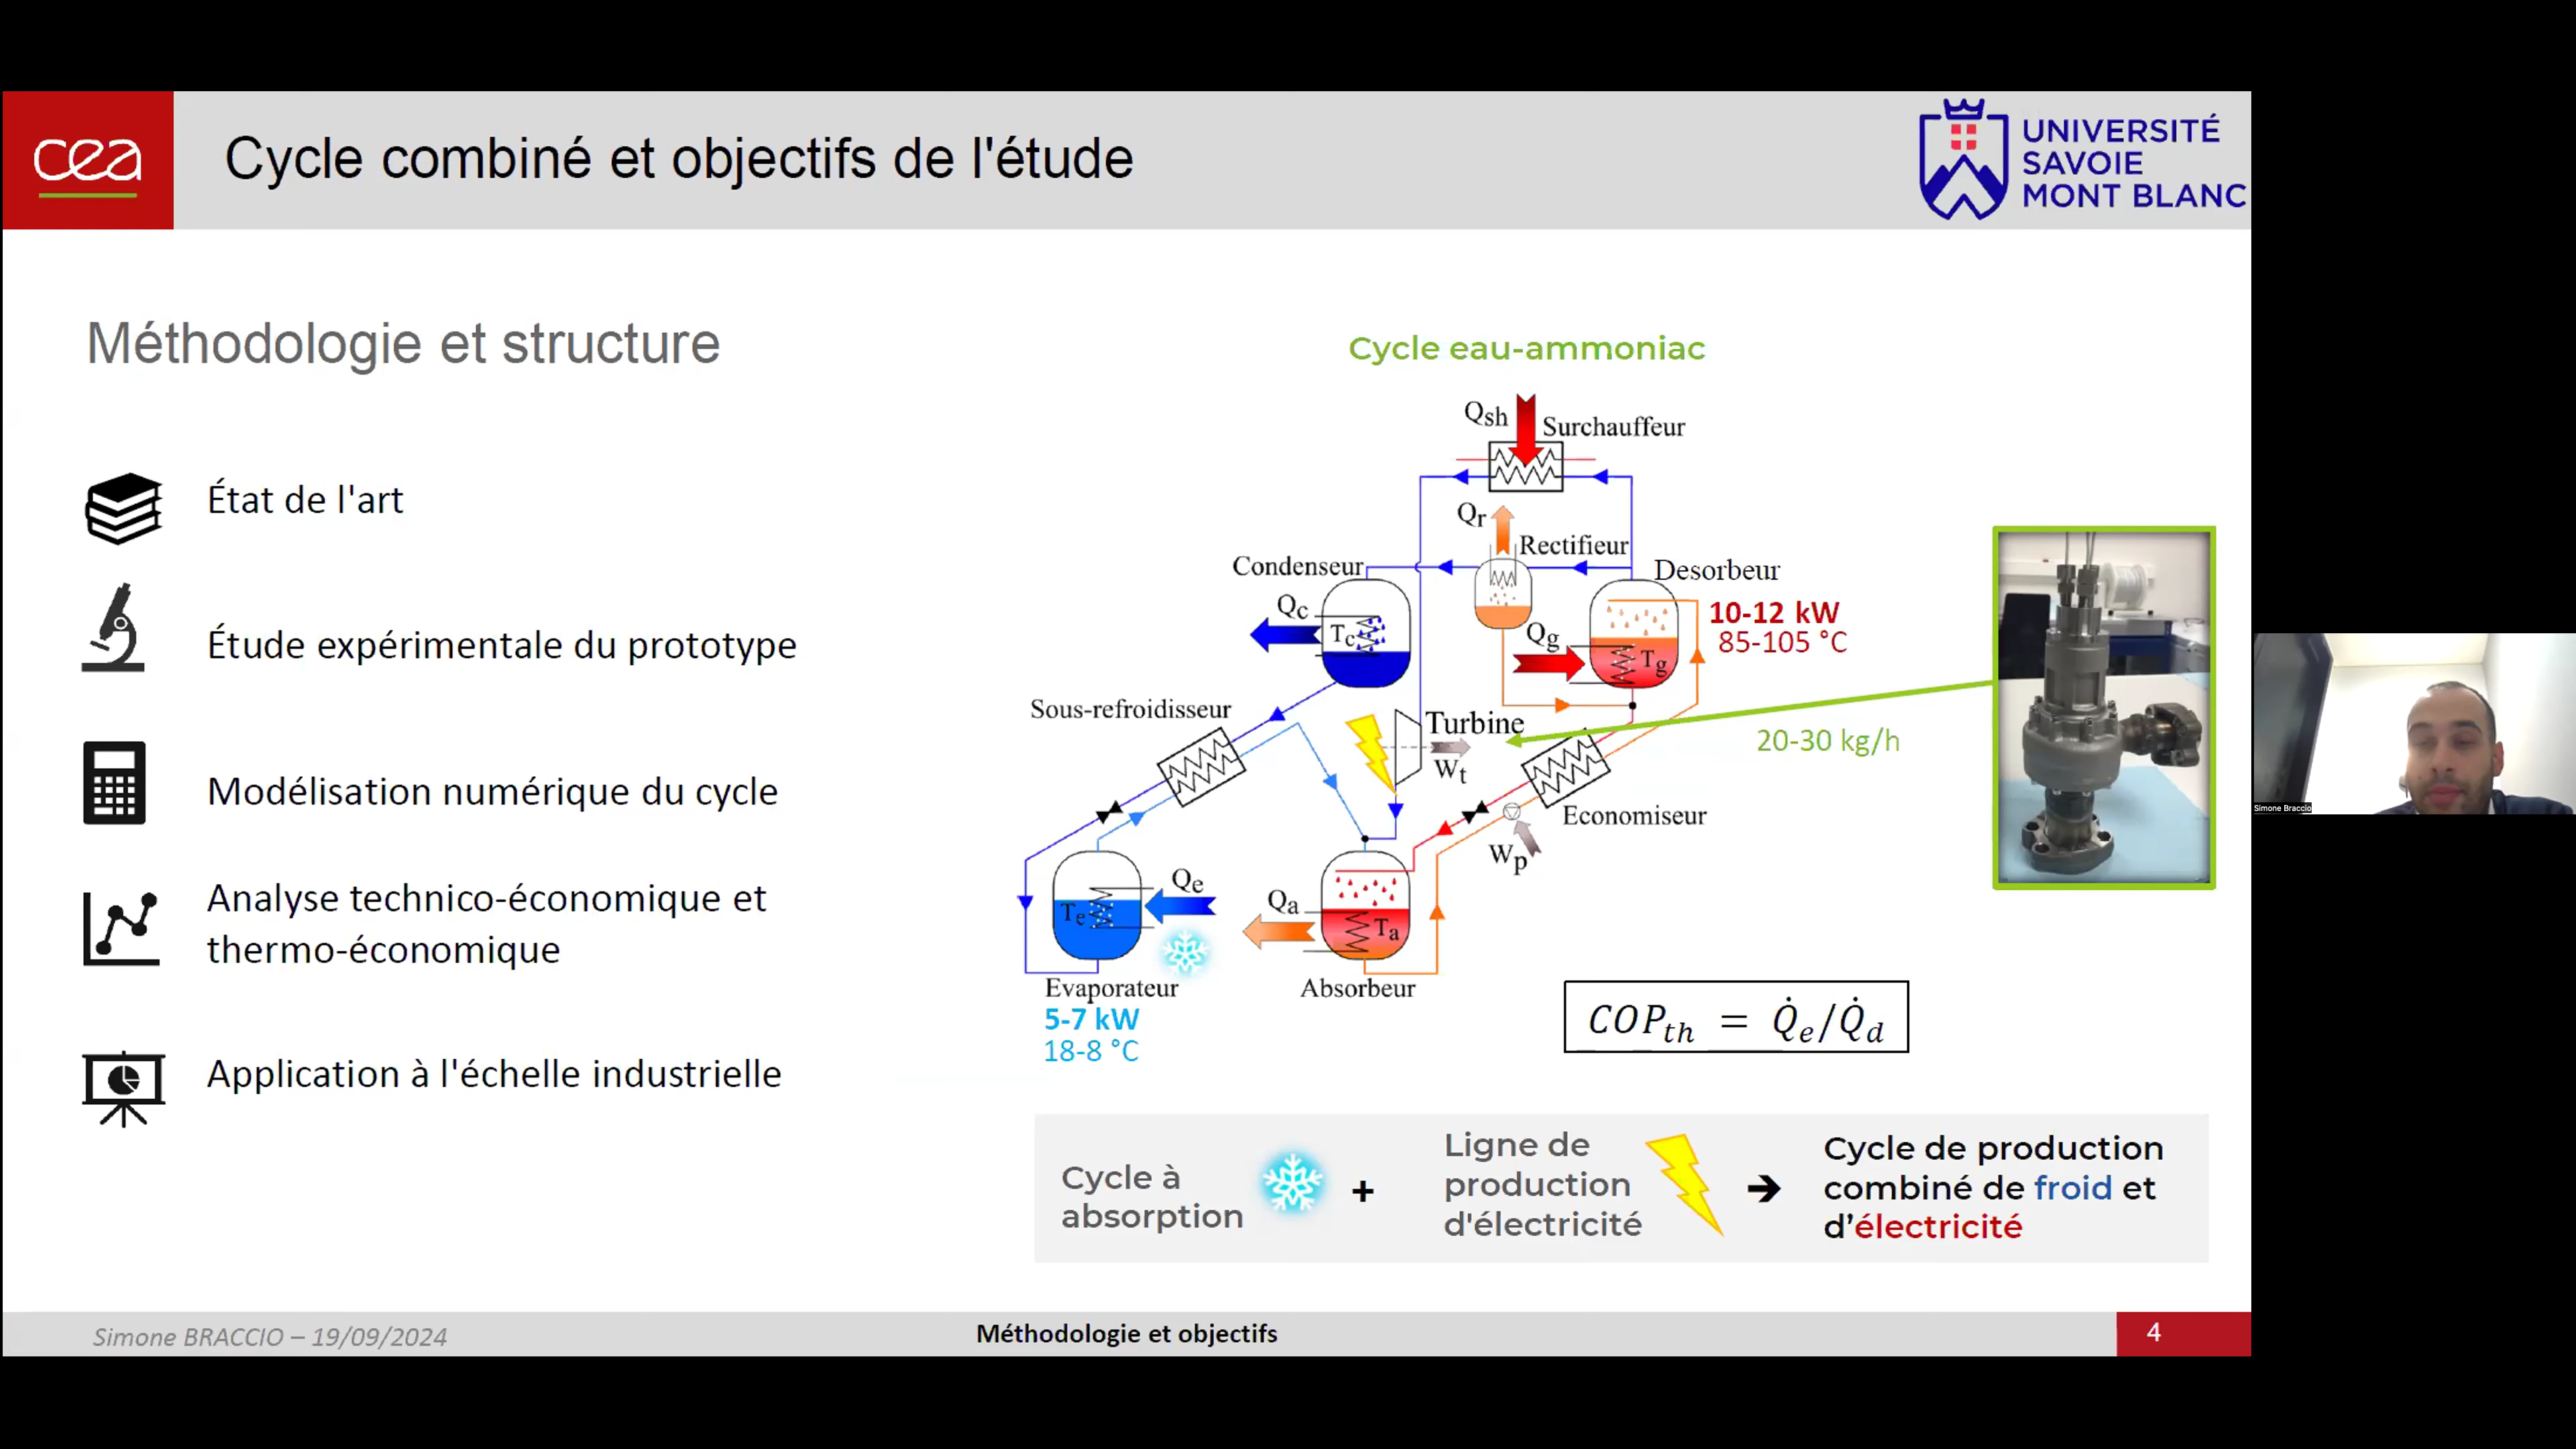 cea
Cycle combiné et objectifs de l'étude
UNIVERSITÉ
SAVOIE
MONT BLANC
Méthodologie et structure
État de l'art
Étude expérimentale du prototype
Modélisation numérique du cycle
Analyse technico-économique et
thermo-économique
Application à l'échelle industrielle
Cycle eau-ammoniac
Qsh
Surchauffeur
Qr
Rectifieur
Condenseur
Desorbeur
Qc
Tc
10-12 kW
85-105 °C
Qg
Tg
Sous-refroidisseur
Turbine
Wt
20-30 kg/h
Economiseur
Wp
Qe
Te
Qa
Ta
Evaporateur
Absorbeur
5-7 kW
18-8 °C
COPth = Q̇e/Q̇d
Cycle à
absorption
+
Ligne de
production
d'électricité
➔
Cycle de production
combiné de froid et
d’électricité
Simone BRACCIO – 19/09/2024
Méthodologie et objectifs
4
Simone Braccio